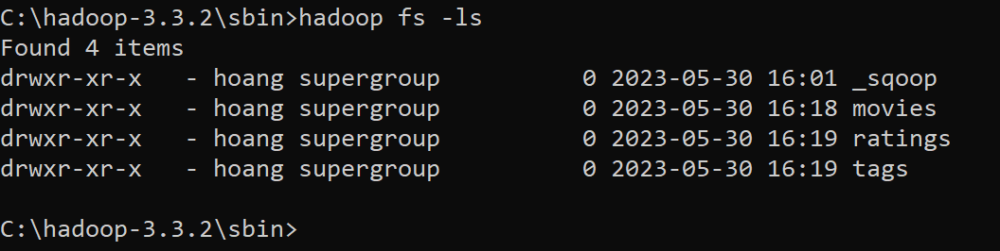 C:\hadoop-3.3.2\sbin>hadoop fs -ls
Found 4 items
drwxr-xr-x   - hoang supergroup          0 2023-05-30 16:01 _sqoop
drwxr-xr-x   - hoang supergroup          0 2023-05-30 16:18 movies
drwxr-xr-x   - hoang supergroup          0 2023-05-30 16:19 ratings
drwxr-xr-x   - hoang supergroup          0 2023-05-30 16:19 tags
C:\hadoop-3.3.2\sbin>